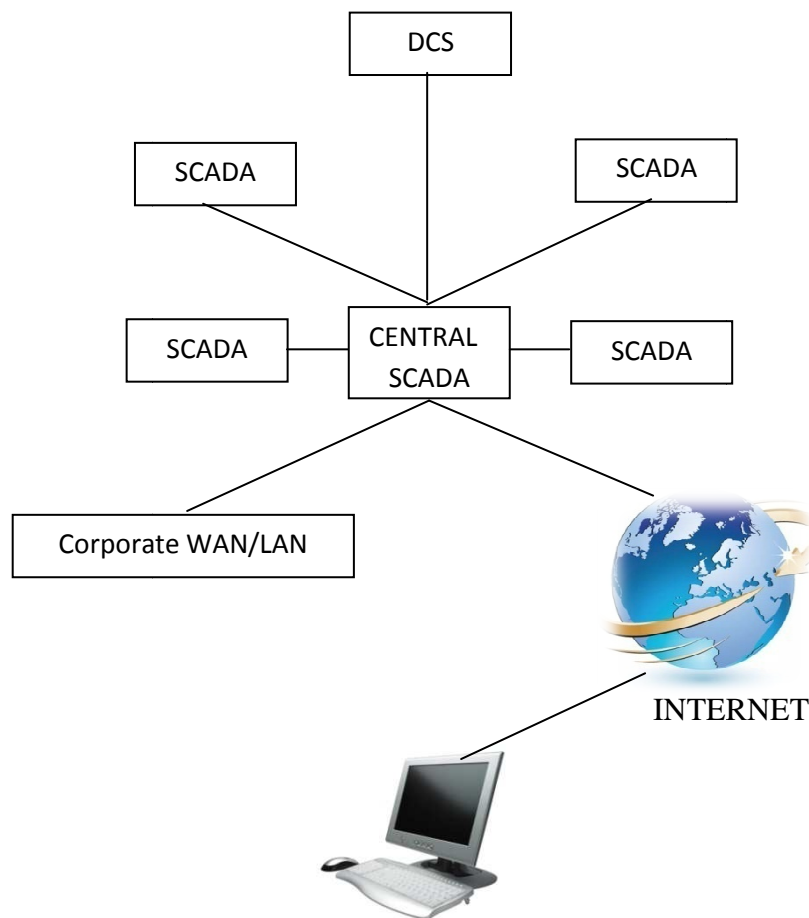 DCS
SCADA
SCADA
SCADA
CENTRAL
SCADA
SCADA
Corporate WAN/LAN
INTERNET